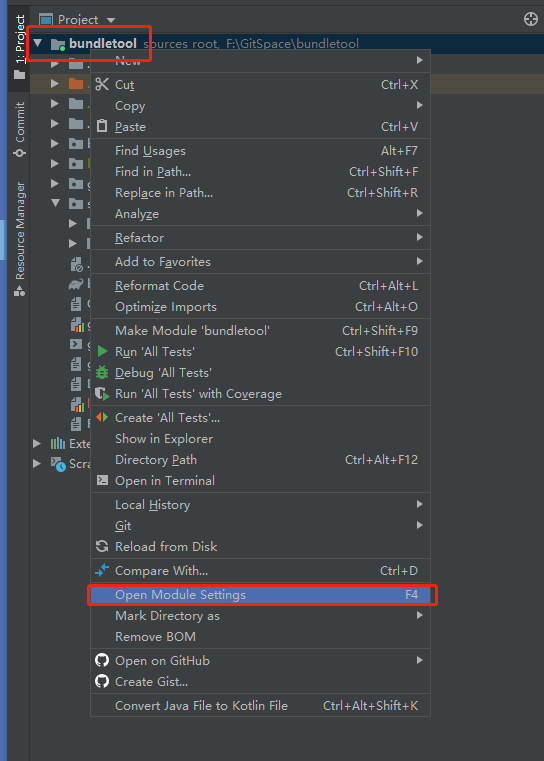 Project
1: Project
bundletool sources root, F:\GitSpace\bundletool
Commit
Resource Manager
New
Cut Ctrl+X
Copy
Paste Ctrl+V
Find Usages Alt+F7
Find in Path... Ctrl+Shift+F
Replace in Path... Ctrl+Shift+R
Analyze
Refactor
Add to Favorites
Reformat Code Ctrl+Alt+L
Optimize Imports Ctrl+Alt+O
Make Module 'bundletool' Ctrl+Shift+F9
Run 'All Tests' Ctrl+Shift+F10
Debug 'All Tests'
Run 'All Tests' with Coverage
Create 'All Tests'...
Show in Explorer
Directory Path Ctrl+Alt+F12
Open in Terminal
Local History
Git
Reload from Disk
Compare With... Ctrl+D
Open Module Settings F4
Mark Directory as
Remove BOM
Open on GitHub
Create Gist...
Convert Java File to Kotlin File Ctrl+Alt+Shift+K
Exte
Scra